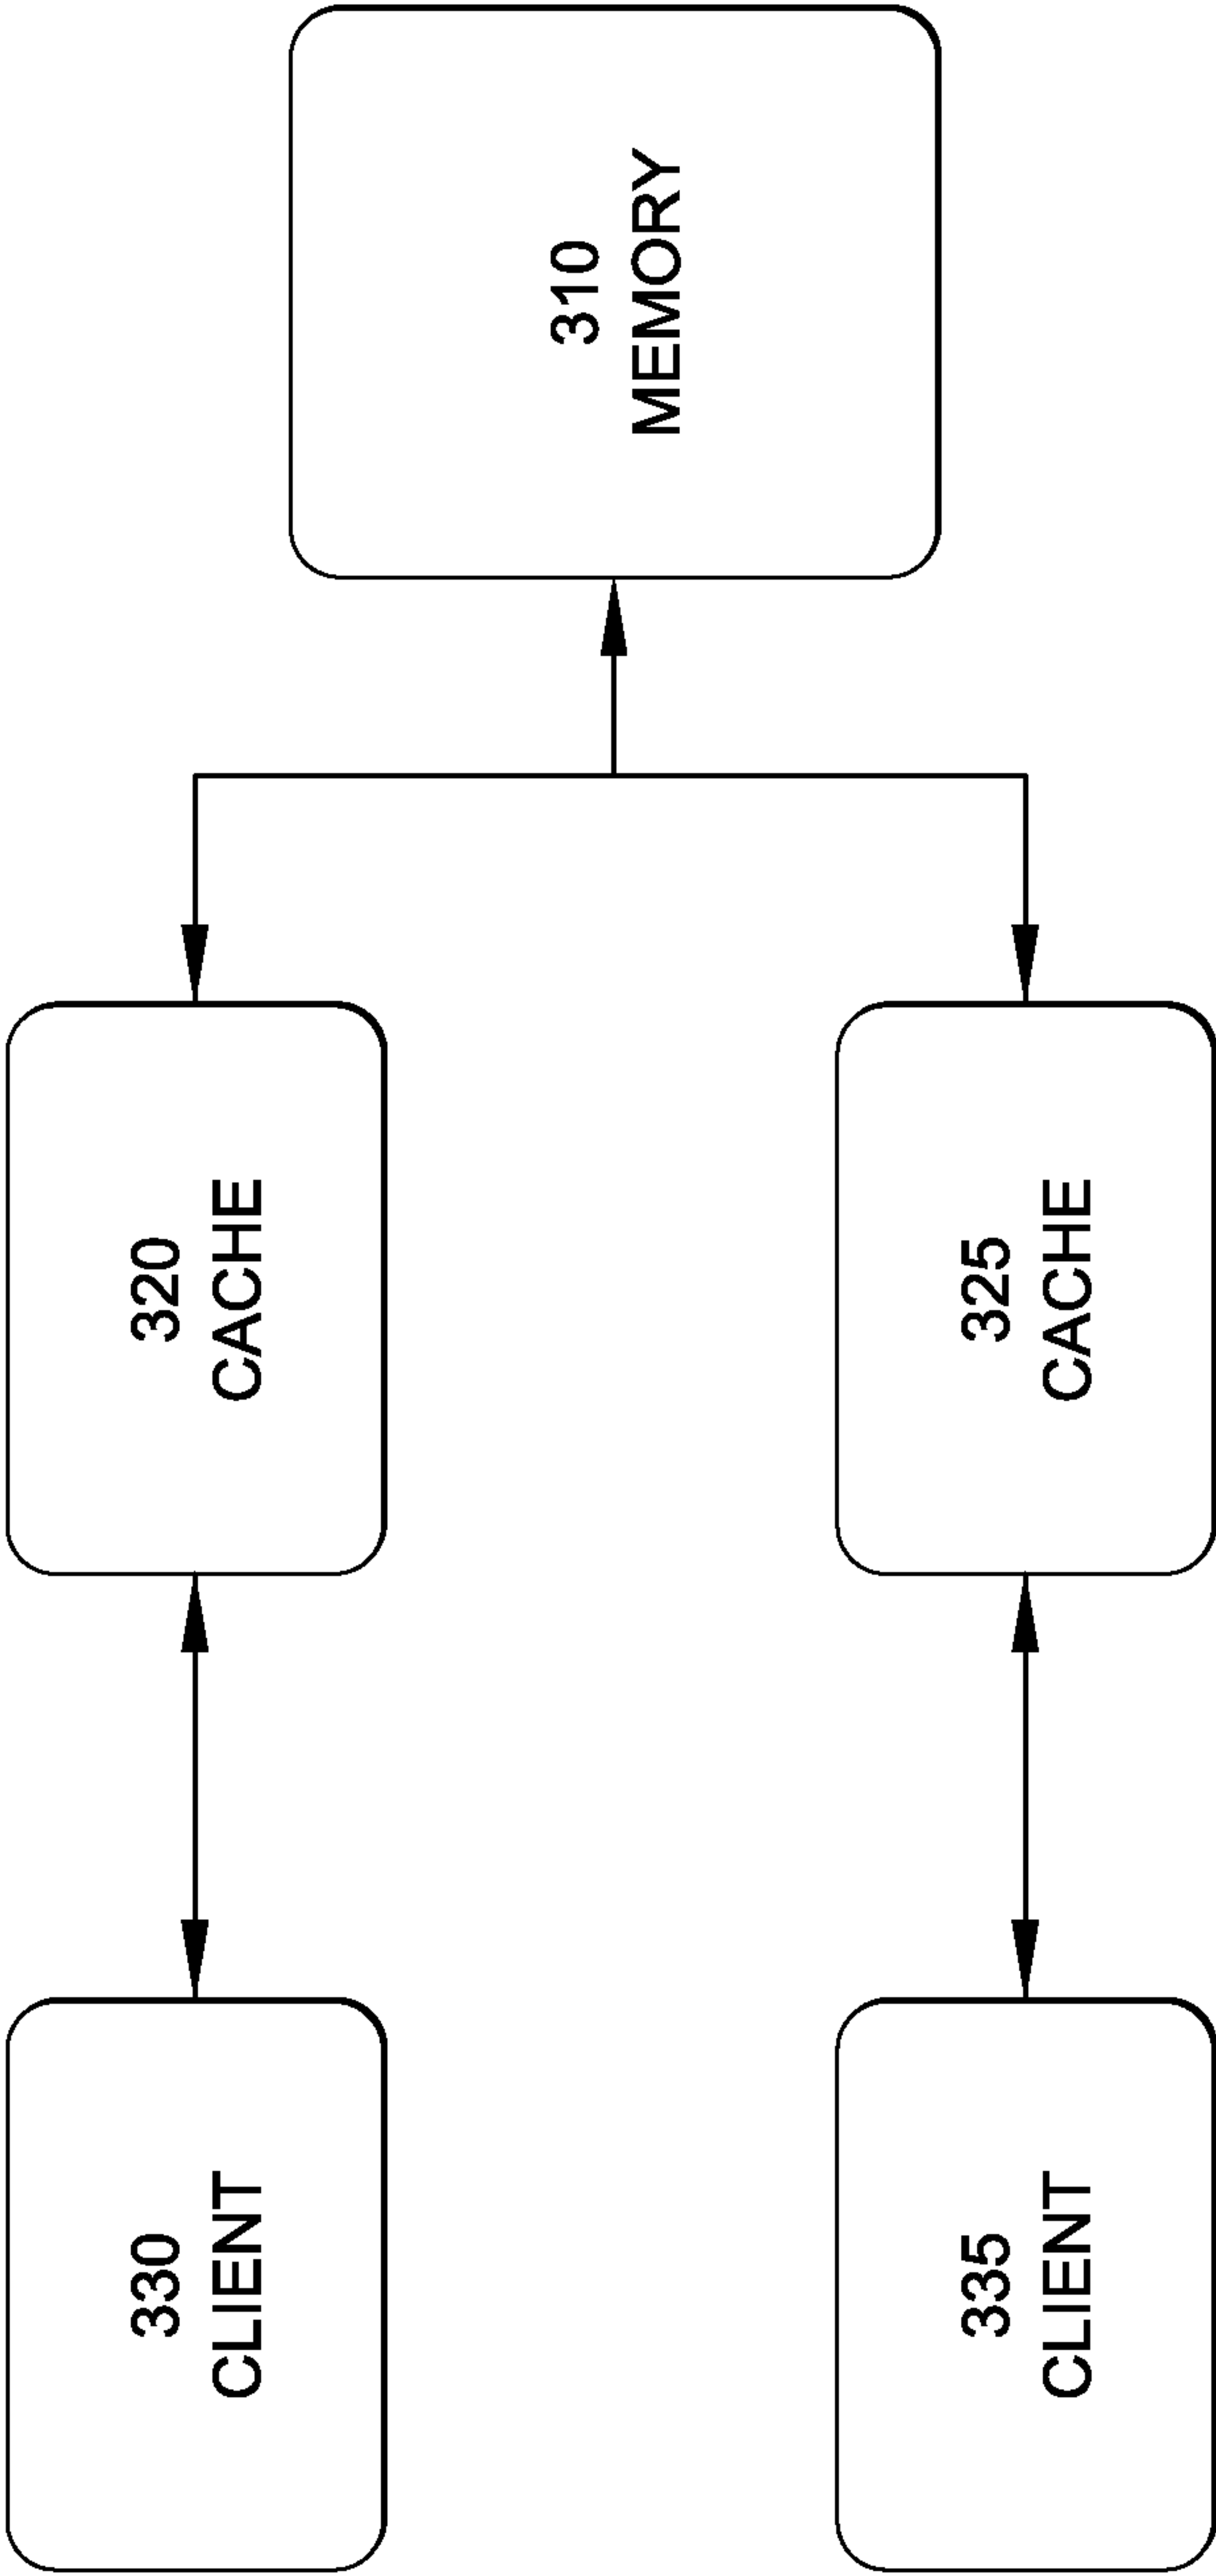 330
CLIENT
320
CACHE
310
MEMORY
335
CLIENT
325
CACHE